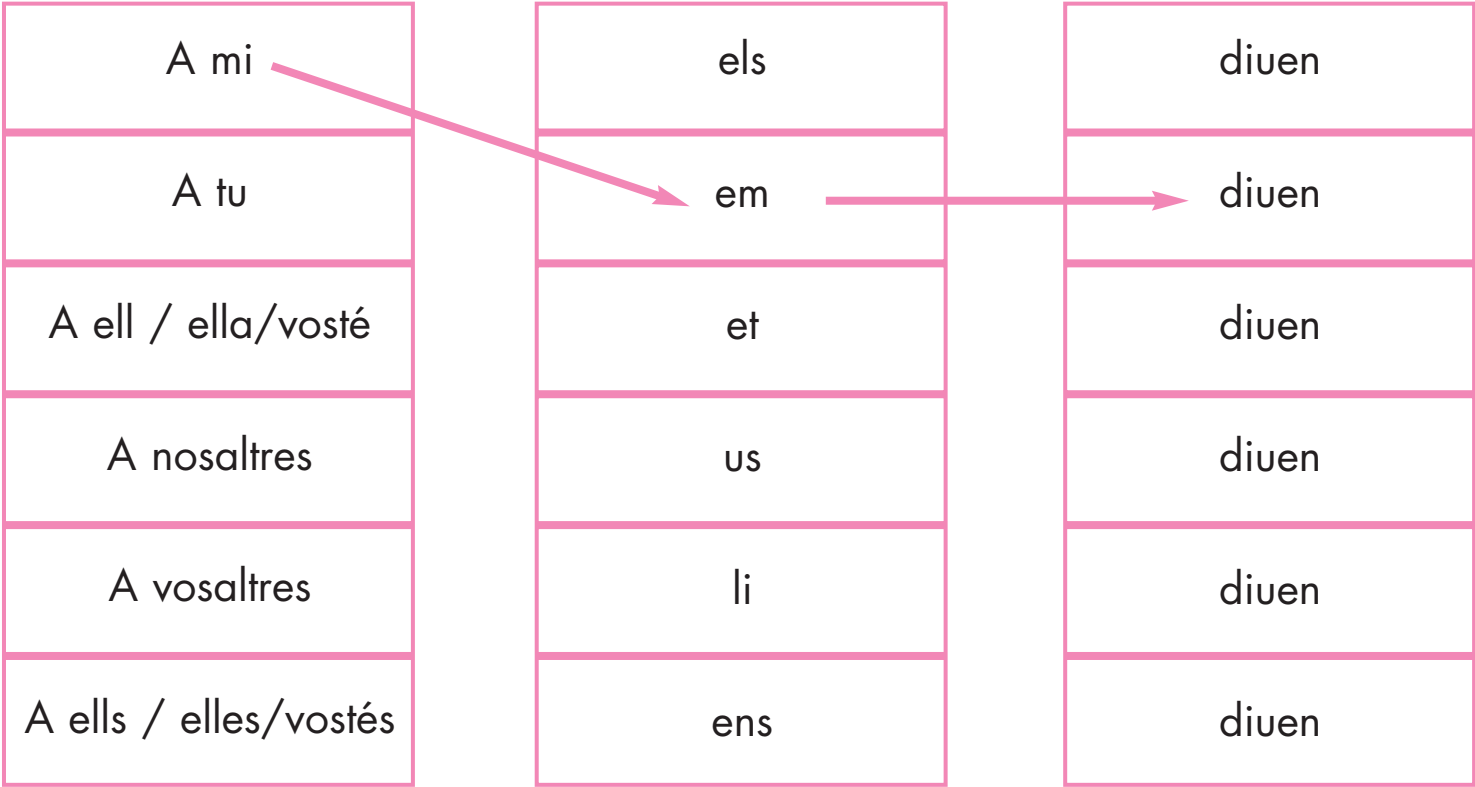 A mi els diuen
A tu em diuen
A ell / ella/vosté et diuen
A nosaltres us diuen
A vosaltres li diuen
A ells / elles/vostés ens diuen